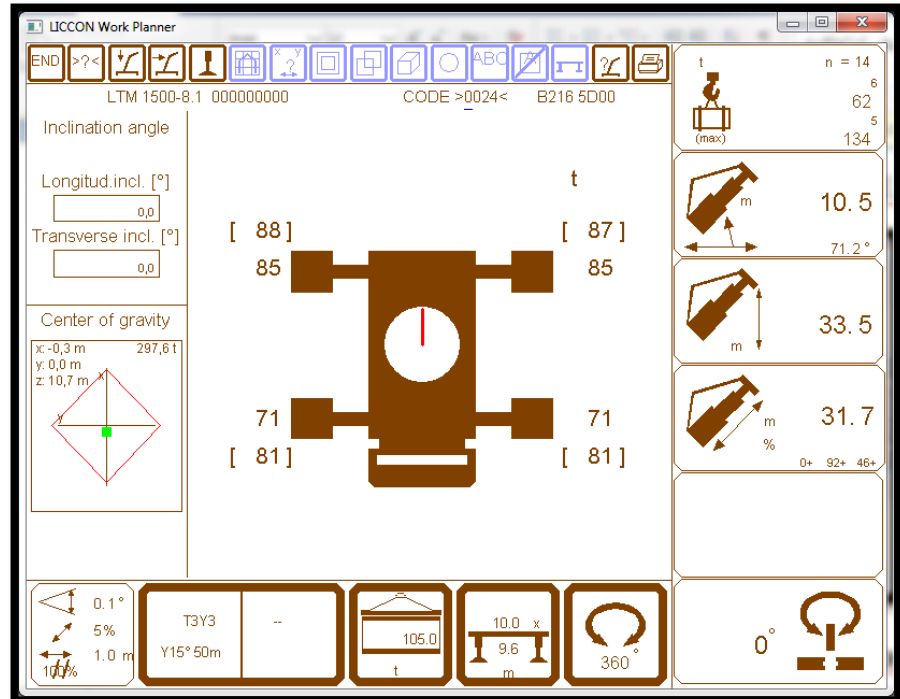 LICCON Work Planner
END >?< x y ? ABC A ?
LTM 1500-8.1 000000000 CODE >0024< B216 5D00
Inclination angle
Longitud.incl. [°]
0,0
Transverse incl. [°]
0,0
Center of gravity
x: -0,3 m 297,6 t
y: 0,0 m
z: 10,7 m
x
y
t
[ 88 ] [ 87 ]
85 85
71 71
[ 81 ] [ 81 ]
t n = 14
6
62
5
(max) 134
m 10. 5
71.2 °
33. 5
m
m 31. 7
%
0+ 92+ 46+
0.1°
5%
1.0 m
100%
T3Y3 --
Y15° 50m
105.0
t
10.0 x
9.6
m
360°
0°